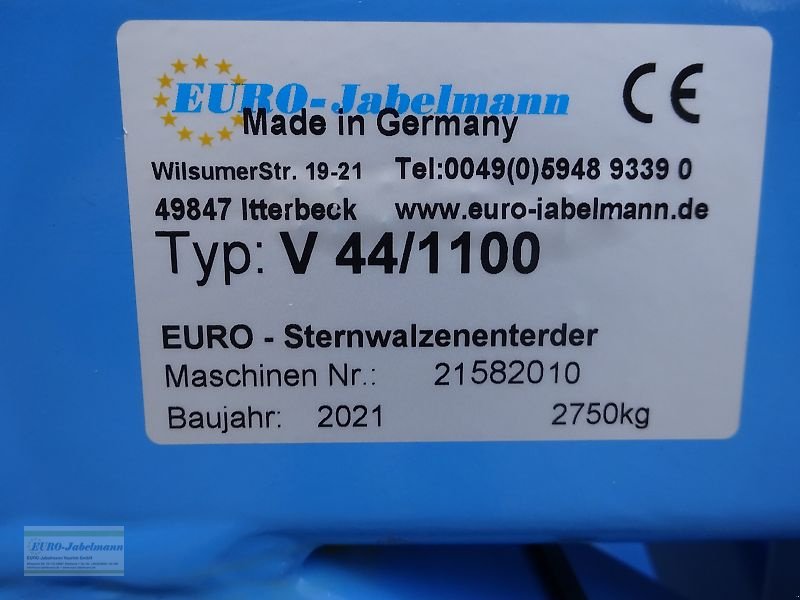 EURO-Jabelmann
Made in Germany
CE
WilsumerStr. 19-21 Tel:0049(0)5948 9339 0
49847 Itterbeck www.euro-jabelmann.de
Typ: V 44/1100
EURO - Sternwalzenenterder
Maschinen Nr.: 21582010
Baujahr: 2021 2750kg
EURO-Jabelmann